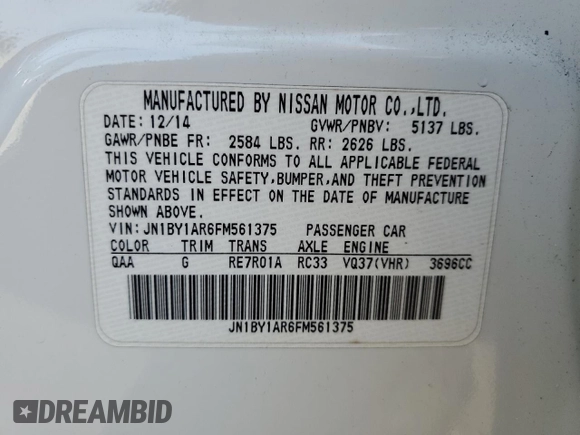 MANUFACTURED BY NISSAN MOTOR CO.,LTD.
DATE: 12/14 GVWR/PNBV: 5137 LBS.
GAWR/PNBE FR: 2584 LBS. RR: 2626 LBS.
THIS VEHICLE CONFORMS TO ALL APPLICABLE FEDERAL
MOTOR VEHICLE SAFETY,BUMPER,AND THEFT PREVENTION
STANDARDS IN EFFECT ON THE DATE OF MANUFACTURE
SHOWN ABOVE.
VIN: JN1BY1AR6FM561375 PASSENGER CAR
COLOR TRIM TRANS AXLE ENGINE
QAA G RE7R01A RC33 VQ37(VHR) 3696CC
JN1BY1AR6FM561375
DREAMBID